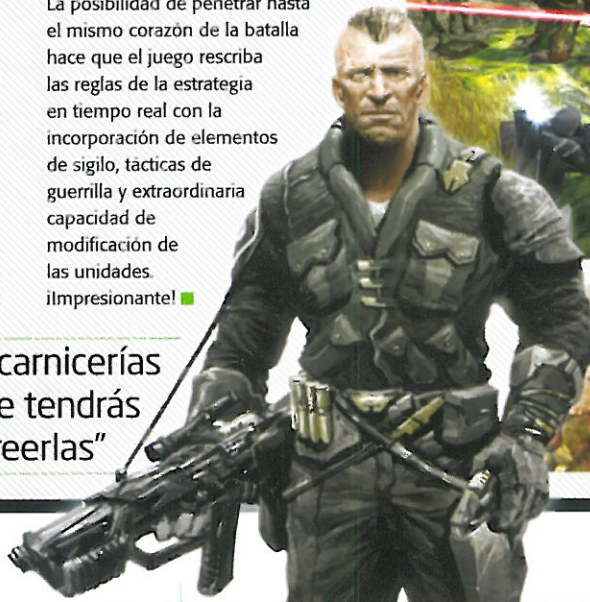 La posibilidad de penetrar hasta
el mismo corazón de la batalla
hace que el juego rescriba
las reglas de la estrategia
en tiempo real con la
incorporación de elementos
de sigilo, tácticas de
guerrilla y extraordinaria
capacidad de
modificación de
las unidades.
¡Impresionante!
carnicerías
e tendrás
reerlas”